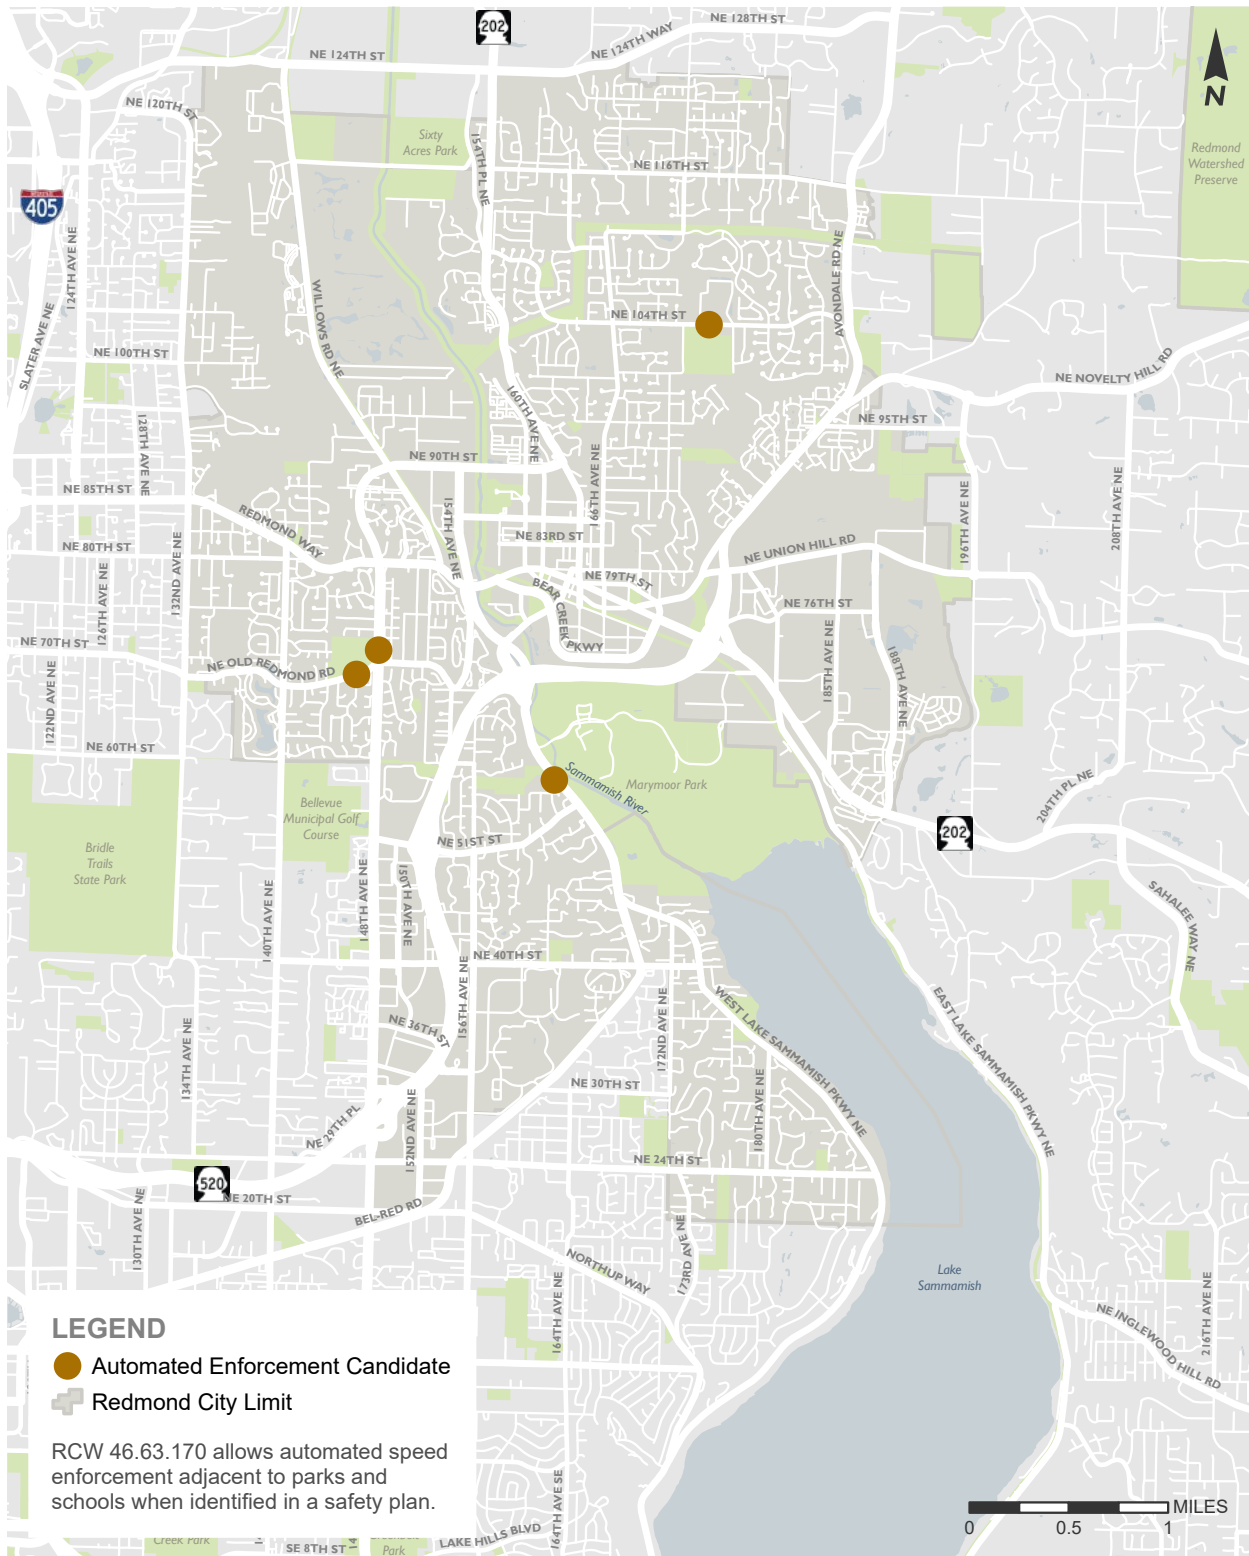 202
NE 128TH ST
NE 124TH WAY
NE 124TH ST
N
NE 120TH ST
Sixty
Acres Park
154TH PL NE
NE 116TH ST
Redmond
Watershed
Preserve
405
124TH AVE NE
SLATER AVE NE
WILLOWS RD NE
AVONDALE RD NE
NE 104TH ST
NE 100TH ST
NE NOVELTY HILL RD
160TH AVE NE
NE 95TH ST
128TH AVE NE
166TH AVE NE
NE 90TH ST
NE 85TH ST
154TH AVE NE
196TH AVE NE
208TH AVE NE
REDMOND WAY
NE 83RD ST
NE UNION HILL RD
NE 80TH ST
132ND AVE NE
126TH AVE NE
NE 79TH ST
BEAR CREEK PKWY
NE 76TH ST
NE 70TH ST
185TH AVE NE
188TH AVE NE
NE OLD REDMOND RD
122ND AVE NE
NE 60TH ST
Sammamish River
Marymoor Park
204TH PL NE
Bellevue
Municipal Golf
Course
202
NE 51ST ST
Bridle
Trails
State Park
148TH AVE NE
150TH AVE NE
140TH AVE NE
SAHALEE WAY NE
NE 40TH ST
156TH AVE NE
172ND AVE NE
WEST LAKE SAMMAMISH PKWY NE
EAST LAKE SAMMAMISH PKWY NE
NE 36TH ST
134TH AVE NE
NE 30TH ST
180TH AVE NE
152ND AVE NE
NE 29TH PL
NE 24TH ST
520
NE 20TH ST
130TH AVE NE
BEL-RED RD
173RD AVE NE
NORTHUP WAY
Lake
Sammamish
164TH AVE NE
216TH AVE NE
NE INGLEWOOD HILL RD
LEGEND
Automated Enforcement Candidate
Redmond City Limit
RCW 46.63.170 allows automated speed
enforcement adjacent to parks and
schools when identified in a safety plan.
164TH AVE SE
MILES
0 0.5 1
Creek Park
Park
LAKE HILLS BLVD
SE 8TH ST